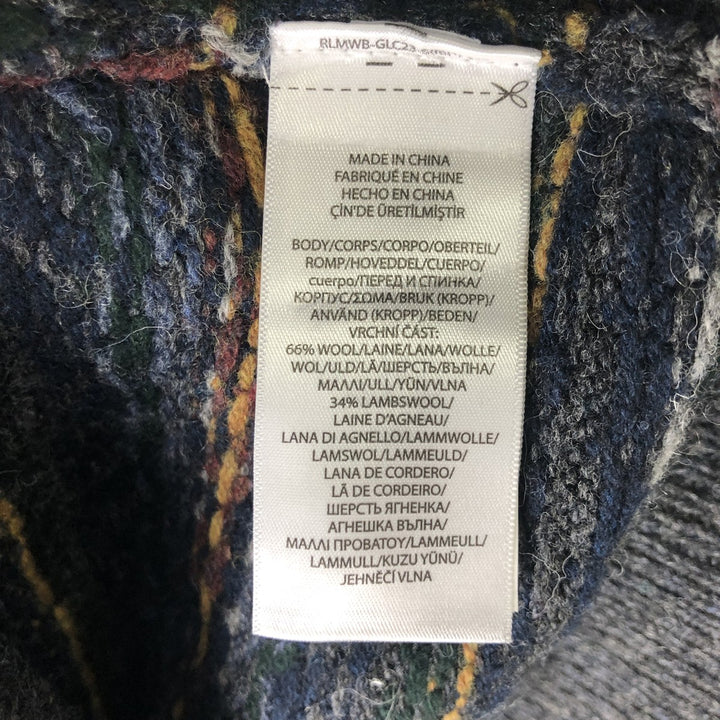 RLMWB-GLC23
MADE IN CHINA
FABRIQUÉ EN CHINE
HECHO EN CHINA
ÇİN'DE ÜRETİLMİŞTİR
BODY/CORPS/CORPO/OBERTEIL/
ROMP/HOVEDDEL/CUERPO/
cuerpo/ПЕРЕД И СПИНКА/
КОРПУС/ΣΩΜΑ/BRUK (KROPP)/
ANVÄND (KROPP)/BEDEN/
VRCHNÍ ČÁST:
66% WOOL/LAINE/LANA/WOLLE/
WOL/ULD/LÃ/ШЕРСТЬ/ВЪЛНА/
ΜΑΛΛΙ/ULL/YÜN/VLNA
34% LAMBSWOOL/
LAINE D'AGNEAU/
LANA DI AGNELLO/LAMMWOLLE/
LAMSWOL/LAMMEULD/
LANA DE CORDERO/
LÃ DE CORDEIRO/
ШЕРСТЬ ЯГНЕНКА/
АГНЕШКА ВЪЛНА/
ΜΑΛΛΙ ΠΡΟΒΑΤΟΥ/LAMMEULL/
LAMMULL/KUZU YÜNÜ/
JEHNĚČÍ VLNA